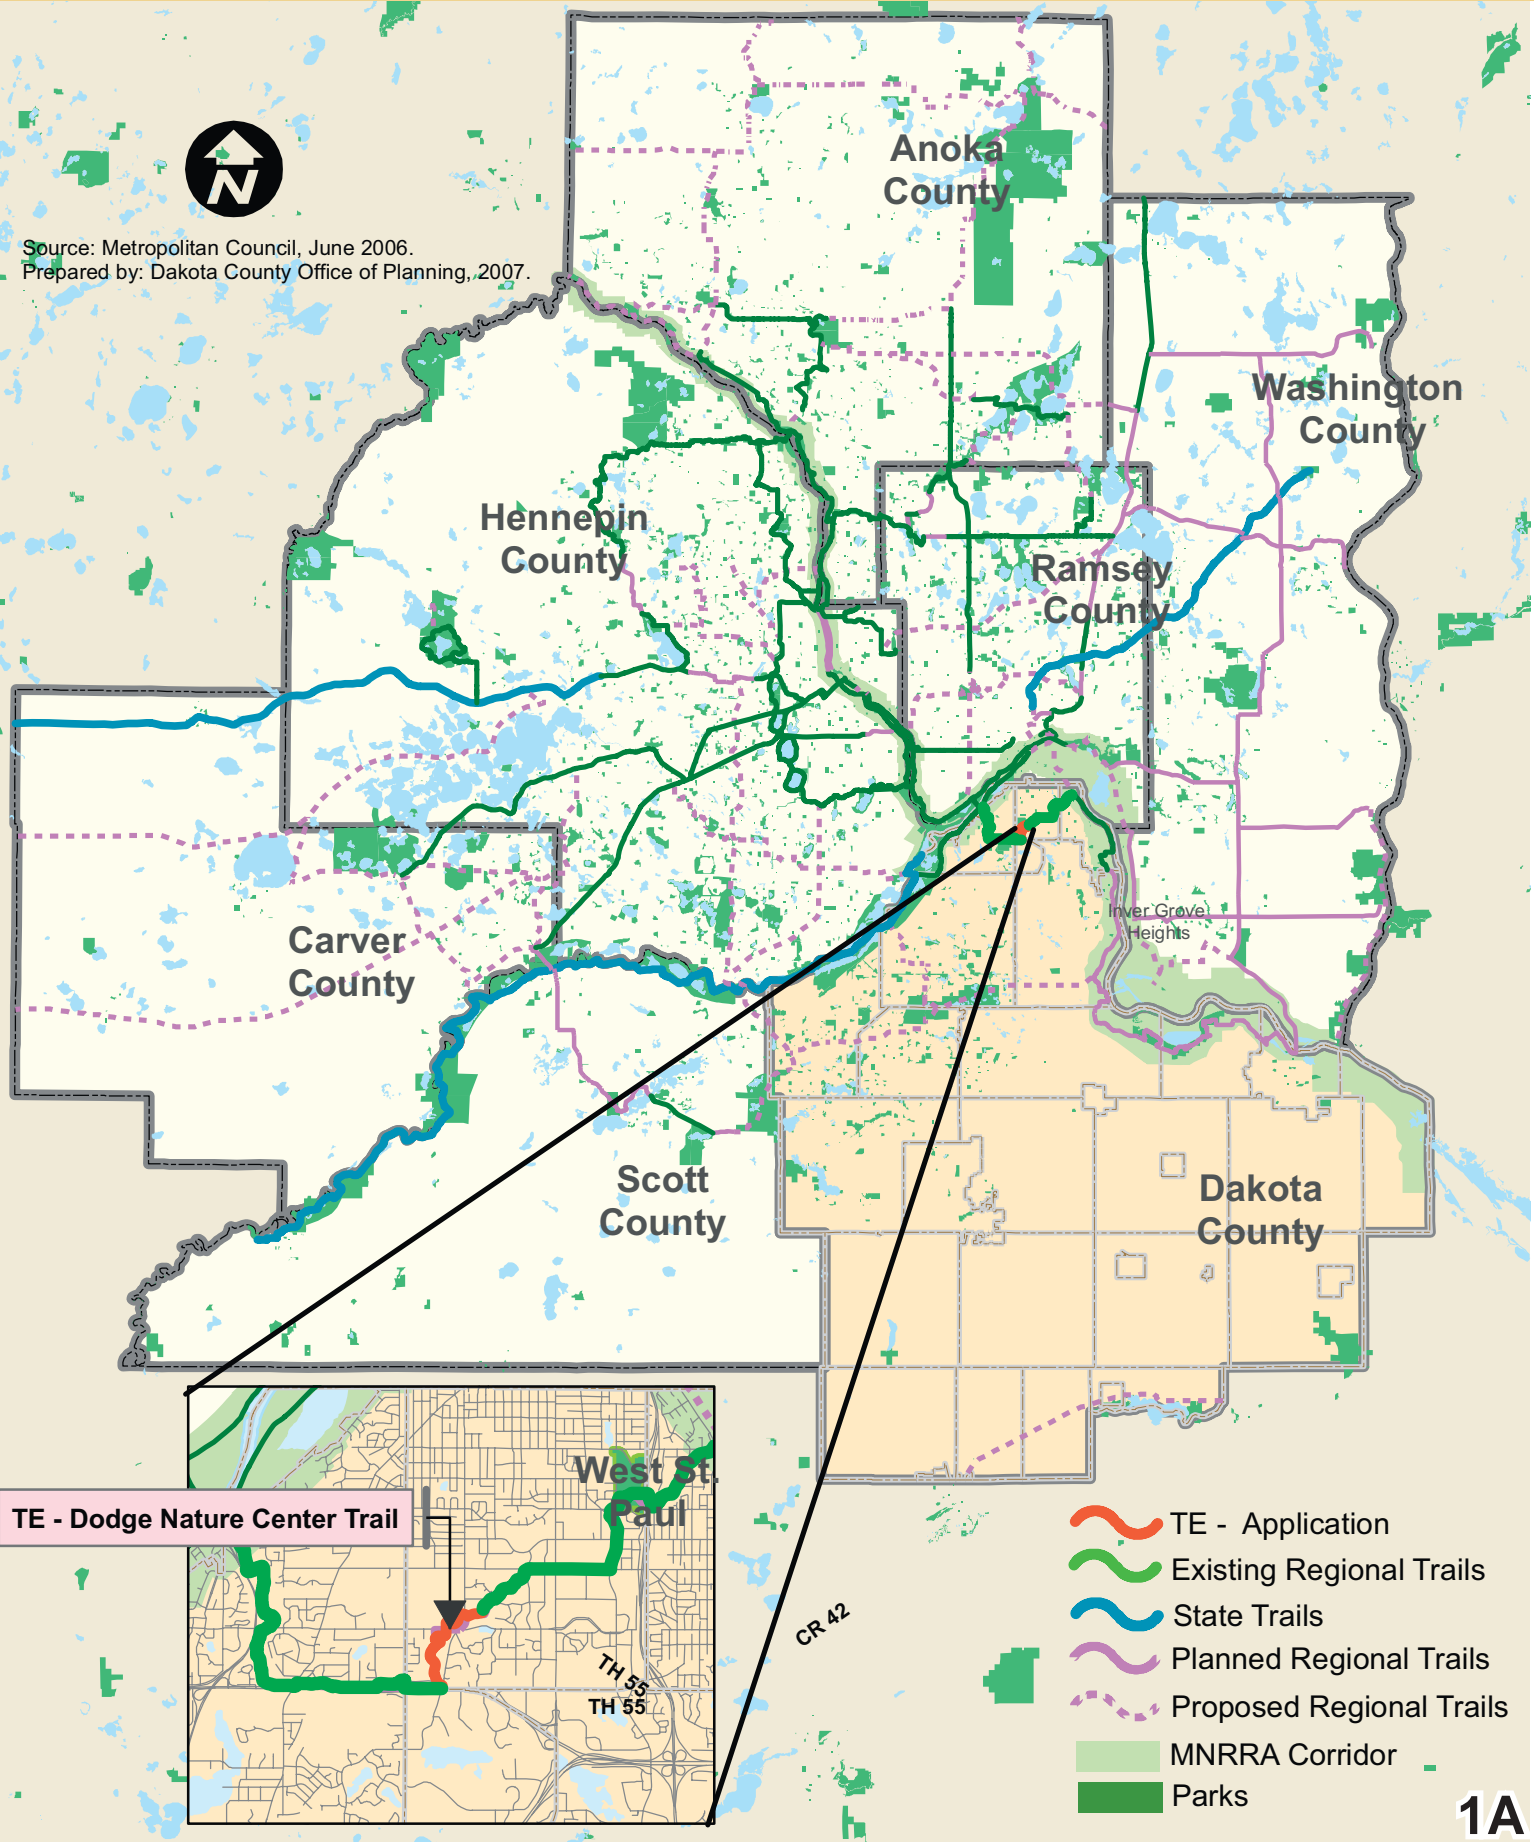 Anoka
County
N
Source: Metropolitan Council, June 2006.
Prepared by: Dakota County Office of Planning, 2007.
Washington
County
Hennepin
County
Ramsey
County
Inver Grove
Heights
Carver
County
Scott
County
Dakota
County
West St.
Paul
TE - Dodge Nature Center Trail
CR 42
TH 55
TH 55
TE - Application
Existing Regional Trails
State Trails
Planned Regional Trails
Proposed Regional Trails
MNRRA Corridor
Parks
1A